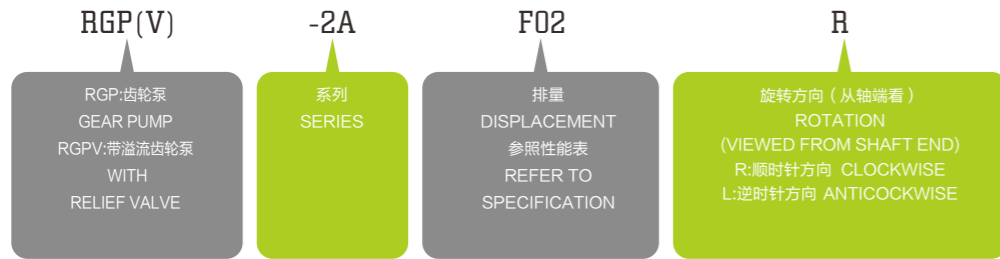 RGP(V) -2A F02 R
RGP:齿轮泵
GEAR PUMP
RGPV:带溢流齿轮泵
WITH
RELIEF VALVE
系列
SERIES
排量
DISPLACEMENT
参照性能表
REFER TO
SPECIFICATION
旋转方向(从轴端看)
ROTATION
(VIEWED FROM SHAFT END)
R:顺时针方向 CLOCKWISE
L:逆时针方向 ANTICOCKWISE